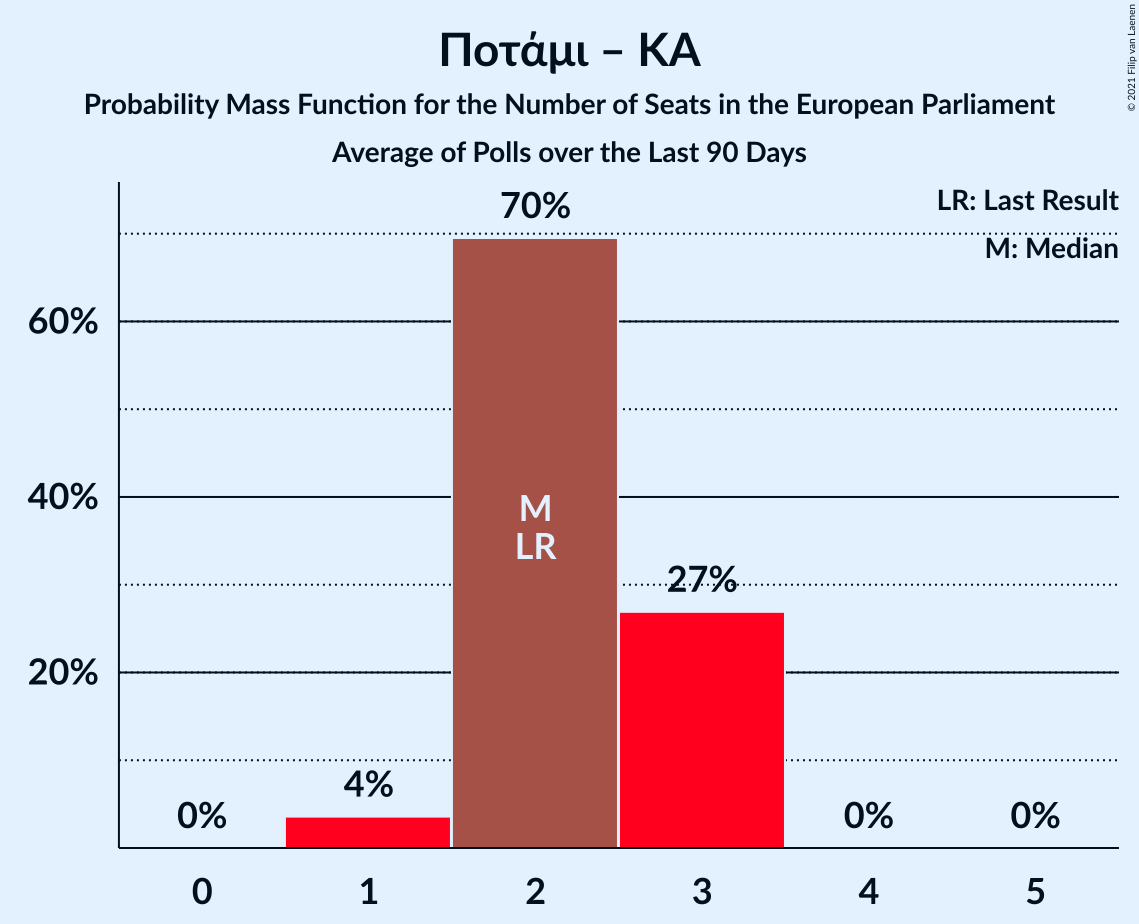 Ποτάμι – ΚΑ
Probability Mass Function for the Number of Seats in the European Parliament
Average of Polls over the Last 90 Days
© 2021 Filip van Laenen
LR: Last Result
M: Median
60%
40%
20%
0%
4%
70%
M
LR
27%
0%
0%
0 1 2 3 4 5